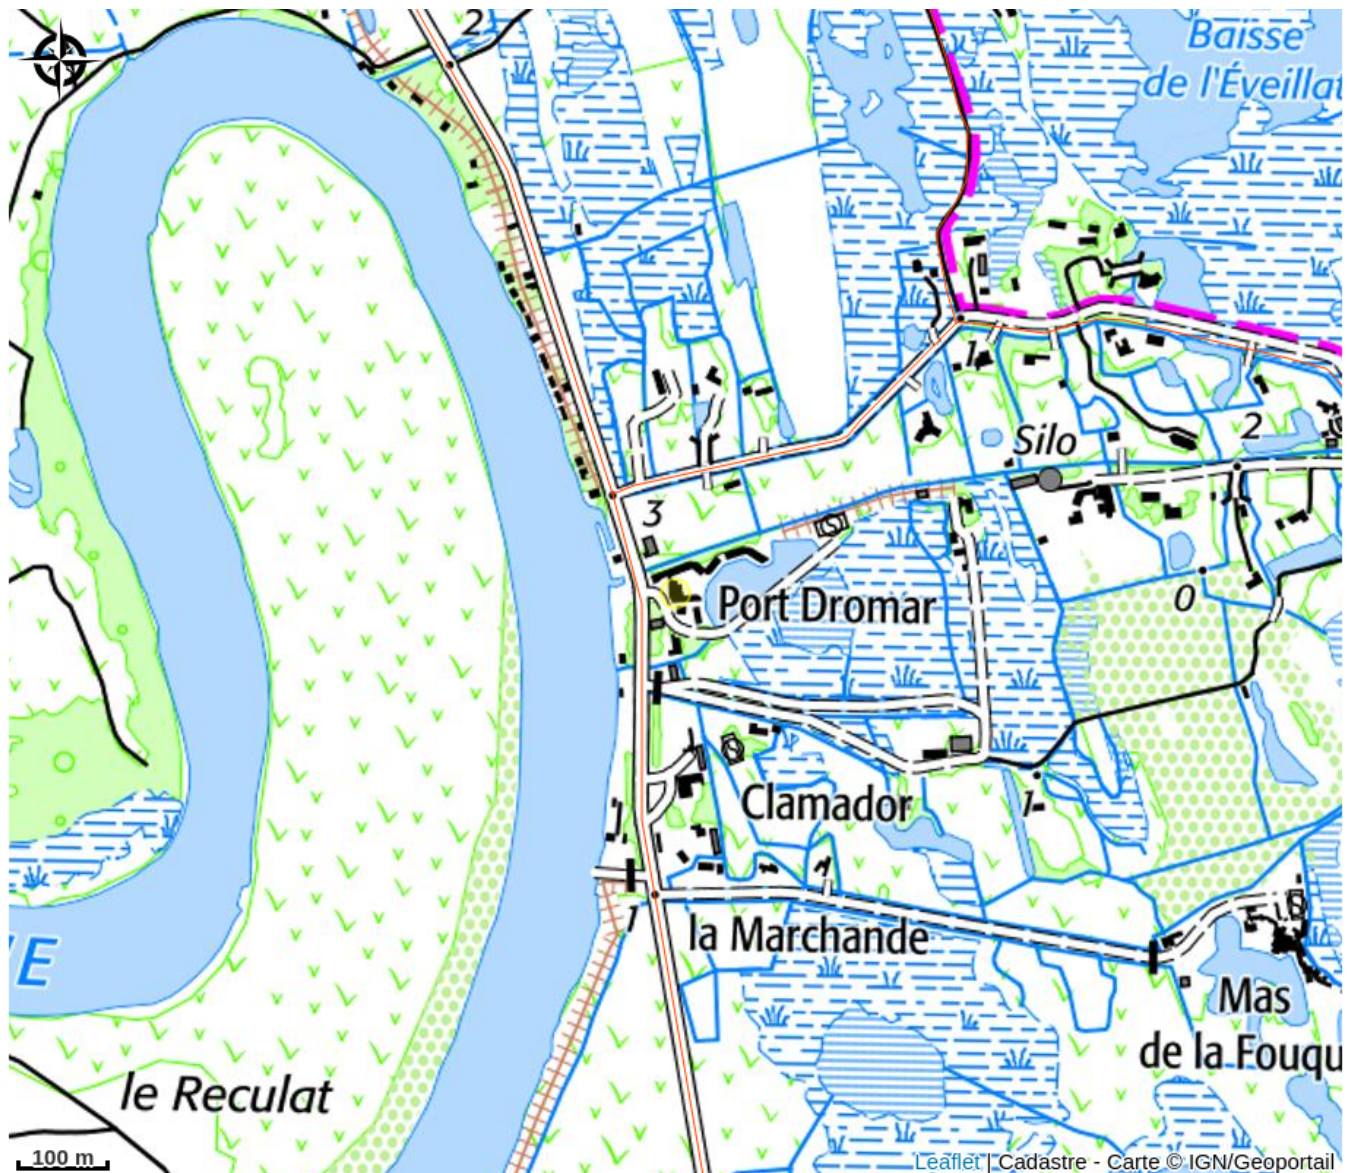 2
Baisse
de l'Éveillat
1
Silo
2
3
Port Dromar
0
Clamador
1
1
la Marchande
E
Mas
de la Fouqu
le Reculat
100 m
Leaflet | Cadastre - Carte © IGN/Geoportail